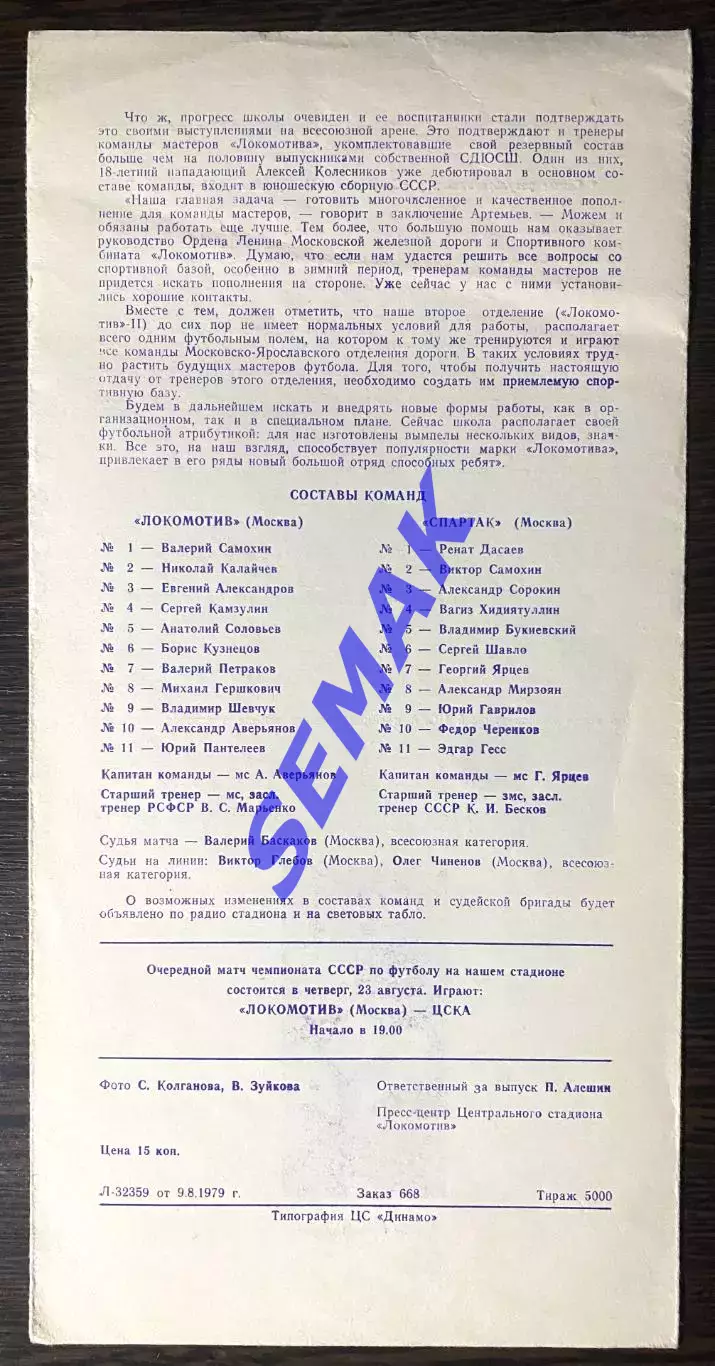 Что ж, прогресс школы очевиден и ее воспитанники стали подтверждать
это своими выступлениями на всесоюзной арене. Это подтверждают и тренеры
команды мастеров «Локомотива», укомплектовавшие свой резервный состав
больше чем на половину выпускниками собственной СДЮСШ. Один из них,
18-летний нападающий Алексей Колесников уже дебютировал в основном со-
ставе команды, входит в юношескую сборную СССР.
«Наша главная задача — готовить многочисленное и качественное попол-
нение для команды мастеров, — говорит в заключение Артемьев. — Можем и
обязаны работать еще лучше. Тем более, что большую помощь нам оказывает
руководство Ордена Ленина Московской железной дороги и Спортивного ком-
бината «Локомотив». Думаю, что если нам удастся решить все вопросы со
спортивной базой, особенно в зимний период, тренерам команды мастеров не
придется искать пополнения на стороне. Уже сейчас у нас с ними установи-
лись хорошие контакты.
Вместе с тем, должен отметить, что наше второе отделение («Локомо-
тив»-II) до сих пор не имеет нормальных условий для работы, располагает
всего одним футбольным полем, на котором к тому же тренируются и играют
все команды Московско-Ярославского отделения дороги. В таких условиях труд-
но растить будущих мастеров футбола. Для того, чтобы получить настоящую
отдачу от тренеров этого отделения, необходимо создать им приемлемую спор-
тивную базу.
Будем в дальнейшем искать и внедрять новые формы работы, как в ор-
ганизационном, так и в специальном плане. Сейчас школа располагает своей
футбольной атрибутикой: для нас изготовлены вымпелы нескольких видов, знач-
ки. Все это, на наш взгляд, способствует популярности марки «Локомотива»,
привлекает в его ряды новый большой отряд способных ребят».
СОСТАВЫ КОМАНД
«ЛОКОМОТИВ» (Москва)
№ 1 — Валерий Самохин
№ 2 — Николай Калайчев
№ 3 — Евгений Александров
№ 4 — Сергей Камзулин
№ 5 — Анатолий Соловьев
№ 6 — Борис Кузнецов
№ 7 — Валерий Петраков
№ 8 — Михаил Гершкович
№ 9 — Владимир Шевчук
№ 10 — Александр Аверьянов
№ 11 — Юрий Пантелеев
Капитан команды — мс А. Аверьянов
Старший тренер — мс, засл.
тренер РСФСР В. С. Марьенко
«СПАРТАК» (Москва)
№ 1 — Ренат Дасаев
№ 2 — Виктор Самохин
№ 3 — Александр Сорокин
№ 4 — Вагиз Хидиятуллин
№ 5 — Владимир Букиевский
№ 6 — Сергей Шавло
№ 7 — Георгий Ярцев
№ 8 — Александр Мирзоян
№ 9 — Юрий Гаврилов
№ 10 — Федор Черенков
№ 11 — Эдгар Гесс
Капитан команды — мс Г. Ярцев
Старший тренер — змс, засл.
тренер СССР К. И. Бесков
Судья матча — Валерий Баскаков (Москва), всесоюзная категория.
Судьи на линии: Виктор Глебов (Москва), Олег Чиненов (Москва), всесоюз-
ная категория.
О возможных изменениях в составах команд и судейской бригады будет
объявлено по радио стадиона и на световых табло.
Очередной матч чемпионата СССР по футболу на нашем стадионе
состоится в четверг, 23 августа. Играют:
«ЛОКОМОТИВ» (Москва) — ЦСКА
Начало в 19.00
Фото С. Колганова, В. Зуйкова
Ответственный за выпуск П. Алешин
Пресс-центр Центрального стадиона
«Локомотив»
Цена 15 коп.
Л-32359 от 9.8.1979 г. Заказ 668 Тираж 5000
Типография ЦС «Динамо»
SEMAK